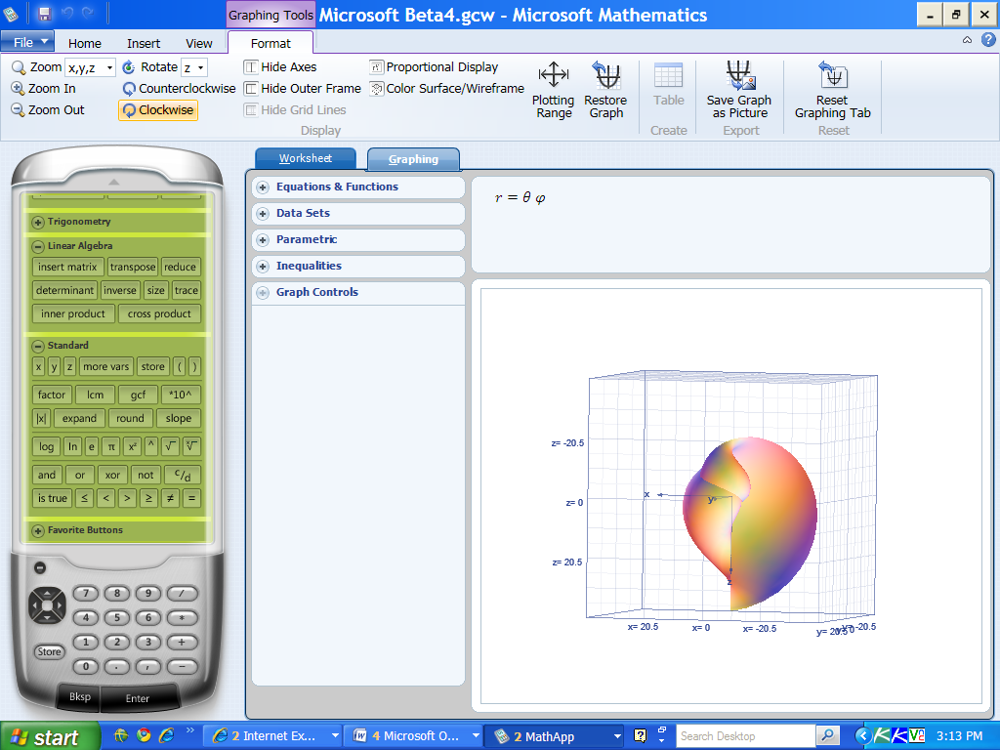 Graphing Tools
Microsoft Beta4.gcw - Microsoft Mathematics
File Home Insert View Format
Zoom x,y,z Rotate z
Zoom In Counterclockwise
Zoom Out Clockwise
Hide Axes Proportional Display
Hide Outer Frame Color Surface/Wireframe
Hide Grid Lines
Display
Plotting Range
Restore Graph
Table
Create
Save Graph as Picture
Export
Reset Graphing Tab
Reset
Trigonometry
Linear Algebra
insert matrix transpose reduce
determinant inverse size trace
inner product cross product
Standard
x y z more vars store ( )
factor lcm gcf *10^
|x| expand round slope
log ln e π x² ^ √ ˣ√
and or xor not c/d
is true ≤ < > ≥ ≠ =
Favorite Buttons
7 8 9 /
4 5 6 *
Store 1 2 3 +
0 . , −
Bksp Enter
Worksheet Graphing
Equations & Functions
Data Sets
Parametric
Inequalities
Graph Controls
r = θ φ
z= -20.5
z= 0
z= 20.5
x
y
z
x= 20.5 x= 0 x= -20.5 y= 20.5 y= -20.5
start
2 Internet Ex...
4 Microsoft O...
2 MathApp
Search Desktop
3:13 PM